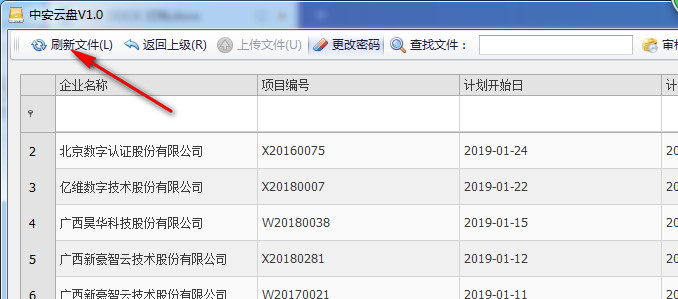 中安云盘V1.0
刷新文件(L) 返回上级(R) 上传文件(U) 更改密码 查找文件： 审
企业名称 项目编号 计划开始日 计
2 北京数字认证股份有限公司 X20160075 2019-01-24 20
3 亿维数字技术股份有限公司 X20180007 2019-01-22 20
4 广西昊华科技股份有限公司 W20180038 2019-01-15 20
5 广西新豪智云技术股份有限公司 X20180281 2019-01-12 20
6 广西新豪智云技术股份有限公司 W20170021 2019-01-11 20